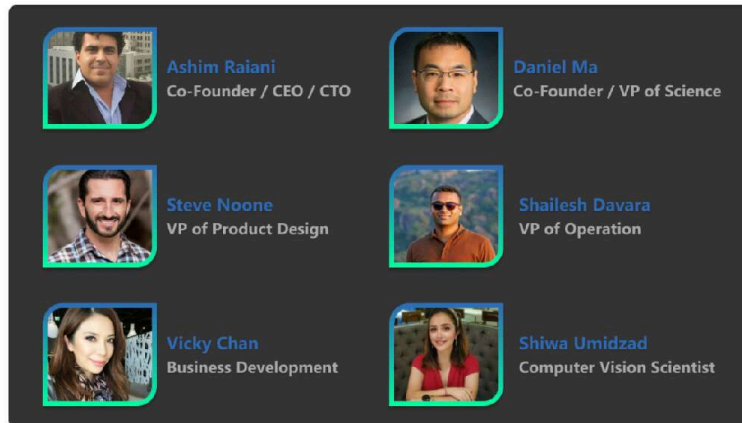 Ashim Raiani
Co-Founder / CEO / CTO
Daniel Ma
Co-Founder / VP of Science
Steve Noone
VP of Product Design
Shailesh Davara
VP of Operation
Vicky Chan
Business Development
Shiwa Umidzad
Computer Vision Scientist